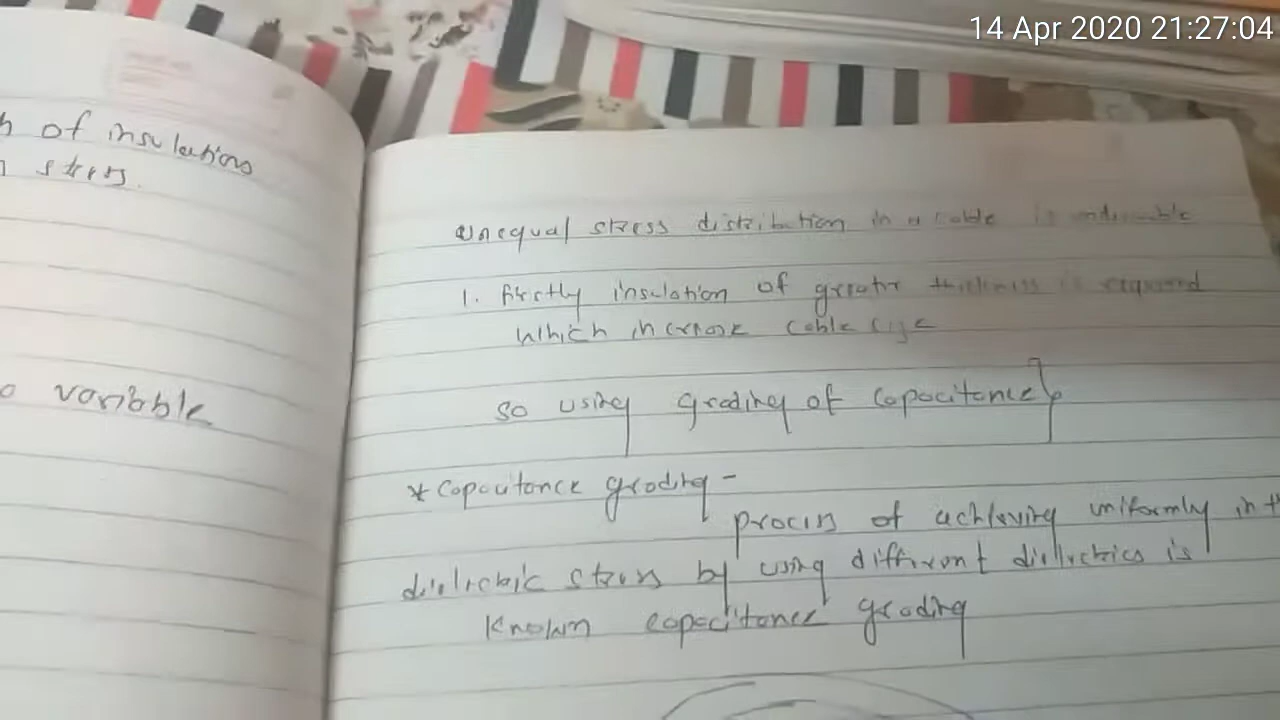 14 Apr 2020 21:27:04
of insulations
stress.
variable
Unequal stress distribution in a cable is undesirable
1. firstly insulation of greater thickness is required
which increase cable size
so using grading of capacitance
* capacitance grading -
process of achieving uniformly in th
dielectric stress by using different dielectrics is
known capacitance grading